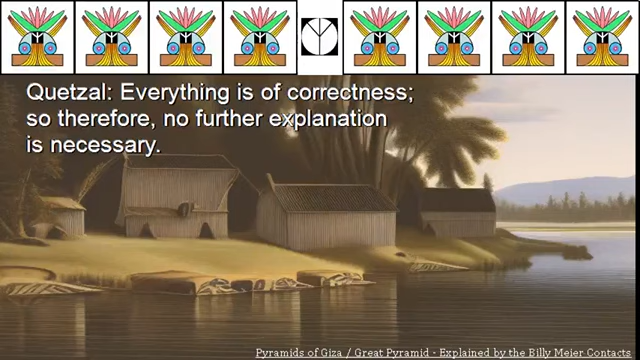 Quetzal: Everything is of correctness;
so therefore, no further explanation
is necessary.
Pyramids of Giza / Great Pyramid - Explained by the Billy Meier Contacts